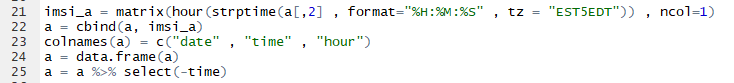 21 imsi_a = matrix(hour(strptime(a[,2] , format="%H:%M:%S" , tz = "EST5EDT")) , ncol=1)
22 a = cbind(a, imsi_a)
23 colnames(a) = c("date" , "time" , "hour")
24 a = data.frame(a)
25 a = a %>% select(-time)